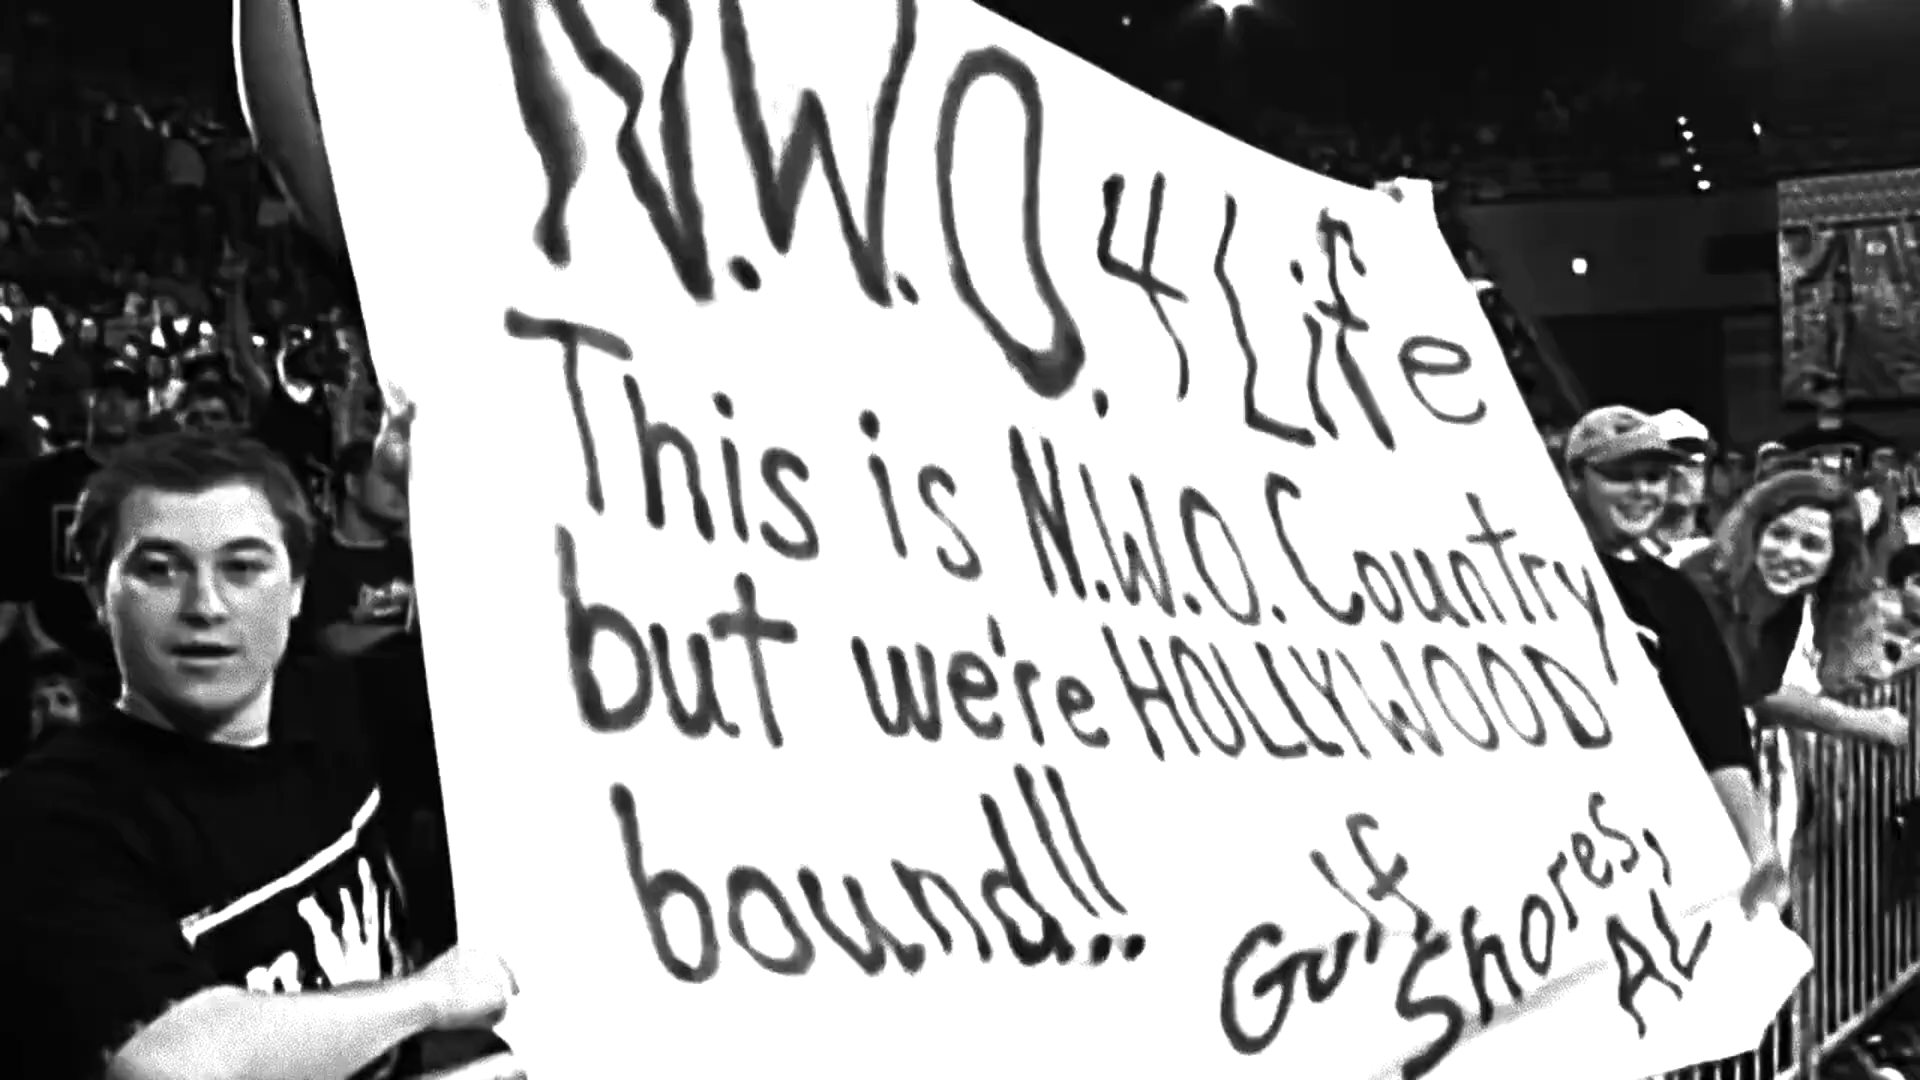 N.W.O. 4 Life
This is N.W.O. Country
but we're HOLLYWOOD
bound!!
Gulf
Shores,
AL